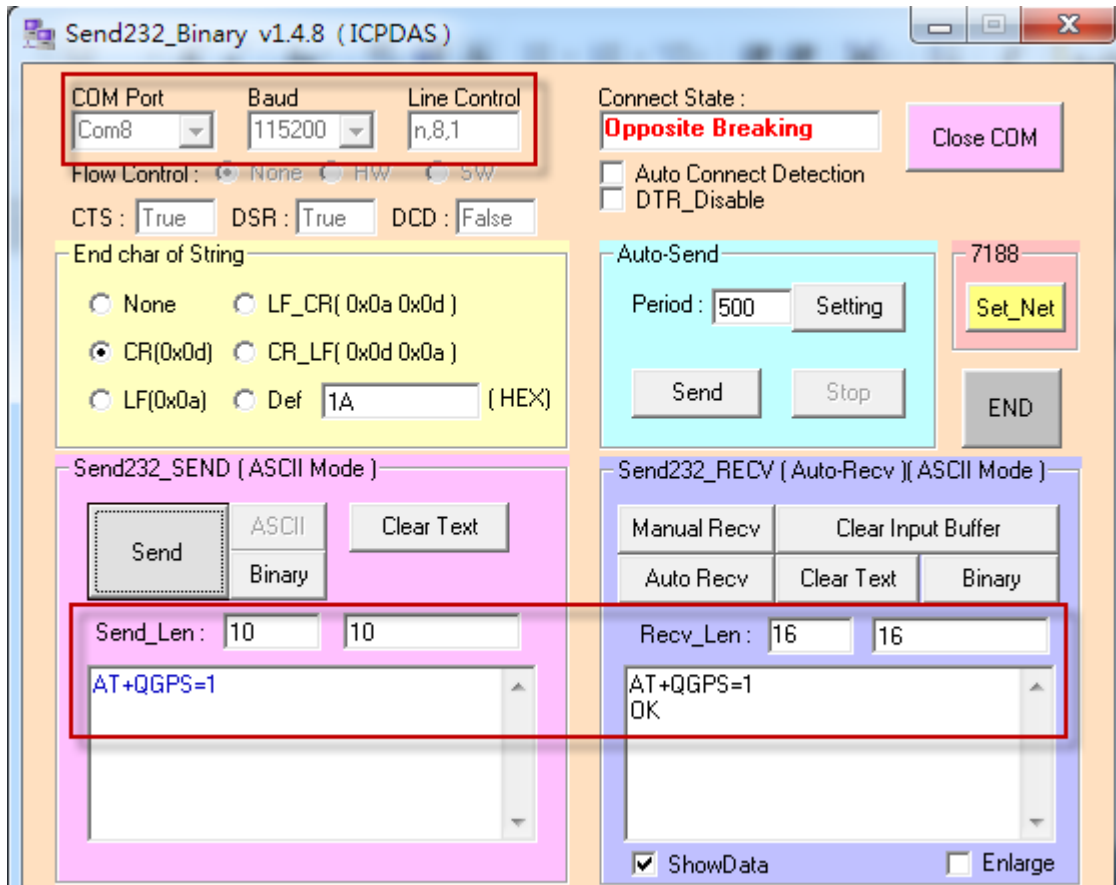 Send232_Binary v1.4.8 ( ICPDAS )
COM Port Baud Line Control
Com8 115200 n,8,1
Flow Control : None HW SW
CTS : True DSR : True DCD : False
Connect State :
Opposite Breaking
Close COM
Auto Connect Detection
DTR_Disable
End char of String
None LF_CR( 0x0a 0x0d )
CR(0x0d) CR_LF( 0x0d 0x0a )
LF(0x0a) Def 1A ( HEX)
Auto-Send
Period : 500 Setting
Send Stop
7188
Set_Net
END
Send232_SEND ( ASCII Mode )
Send ASCII Clear Text
Binary
Send_Len : 10 10
AT+QGPS=1
Send232_RECV ( Auto-Recv )( ASCII Mode )
Manual Recv Clear Input Buffer
Auto Recv Clear Text Binary
Recv_Len : 16 16
AT+QGPS=1
OK
ShowData Enlarge